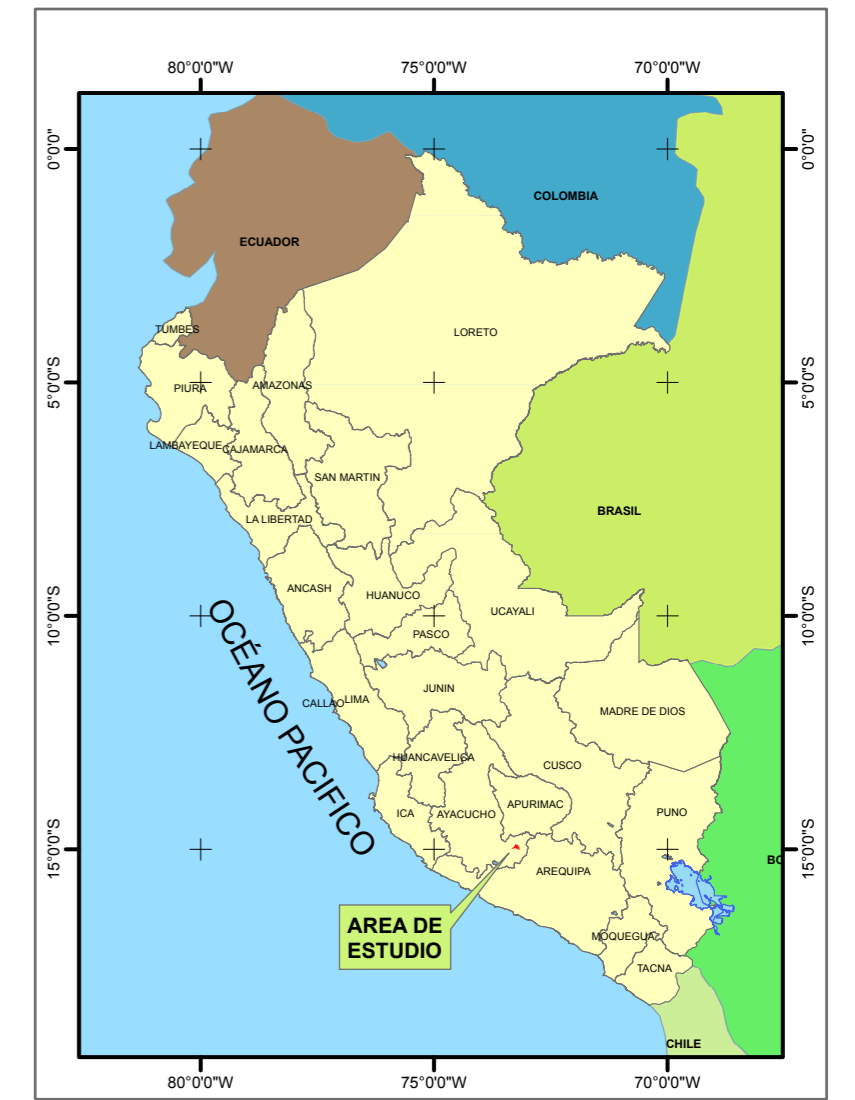 80°0'0"W 75°0'0"W 70°0'0"W
0°0'0" 0°0'0"
COLOMBIA
ECUADOR
TUMBES
LORETO
5°0'0"S 5°0'0"S
PIURA AMAZONAS
LAMBAYEQUE CAJAMARCA
SAN MARTIN
BRASIL
LA LIBERTAD
ANCASH
HUANUCO
UCAYALI
10°0'0"S 10°0'0"S
PASCO
OCÉANO PACIFICO
JUNIN
CALLAO LIMA
MADRE DE DIOS
HUANCAVELICA
CUSCO
APURIMAC
ICA AYACUCHO PUNO
15°0'0"S 15°0'0"S
BO
AREQUIPA
AREA DE
ESTUDIO
MOQUEGUA
TACNA
CHILE
80°0'0"W 75°0'0"W 70°0'0"W